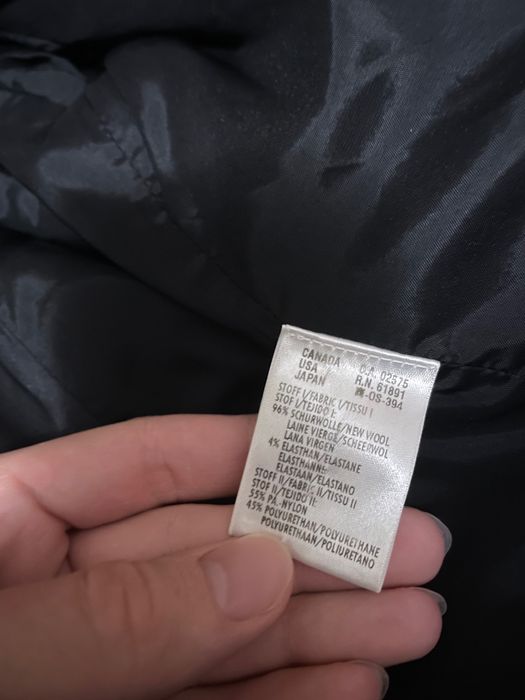 CANADA C.A. 02575
USA R.N. 61891
JAPAN -OS-394
STOFF I/FABRIC I/TISSU I
STOF I/TEJIDO I:
96% SCHURWOLLE/NEW WOOL
LAINE VIERGE/SCHEERWOL
LANA VIRGEN
4% ELASTHAN/ELASTANE
ELASTHANNE/
ELASTAAN/ELASTANO
STOFF II/FABRIC II/TISSU II
STOF II/TEJIDO II:
55% PA-NYLON
45% POLYURETHAN/POLYURETHANE
POLYURETHAAN/POLIURETANO